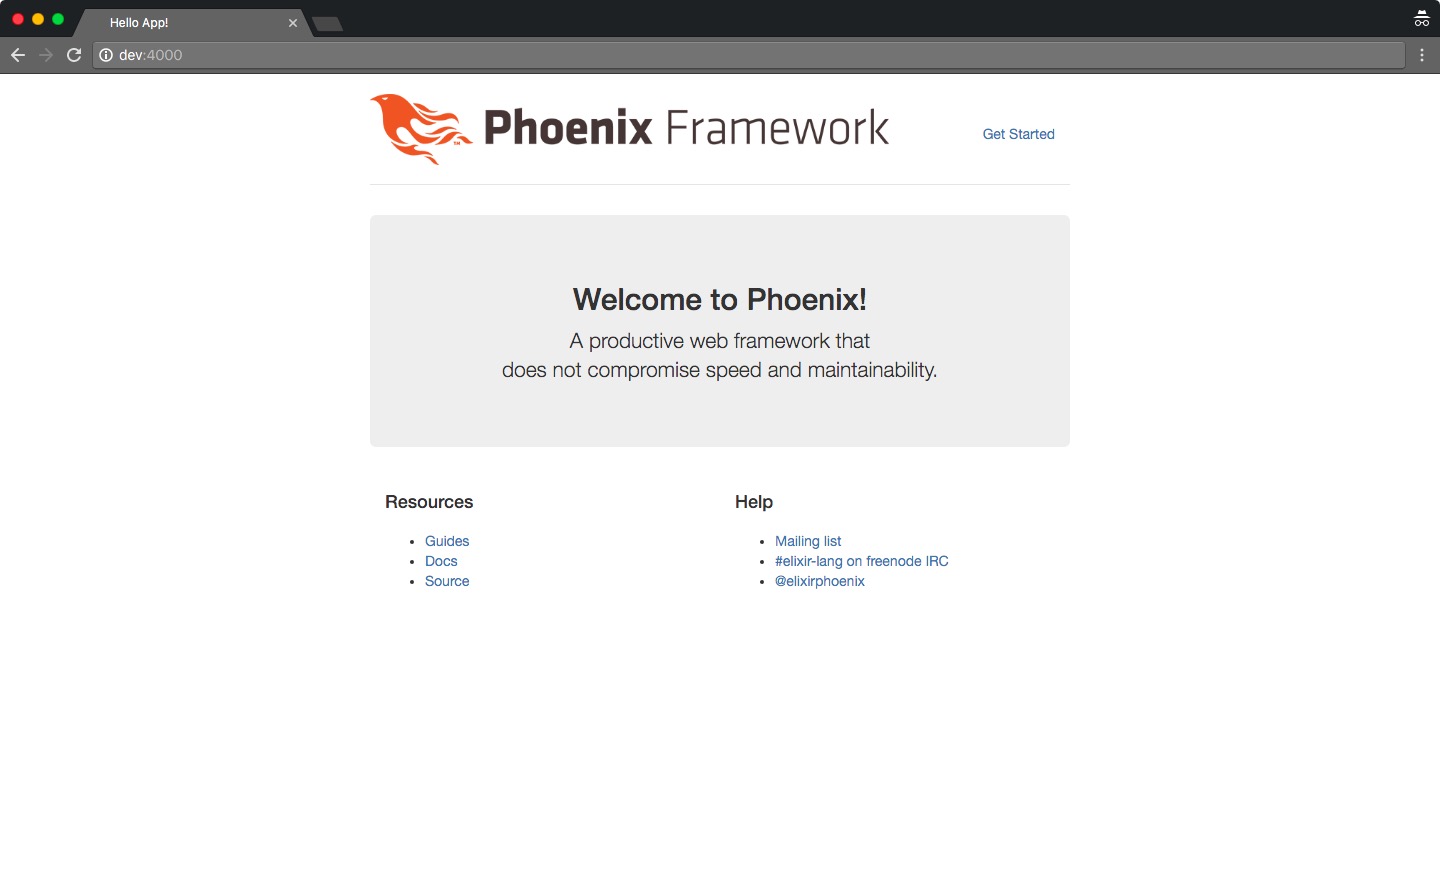 Hello App!
dev:4000
Phoenix Framework
SM
Get Started
Welcome to Phoenix!
A productive web framework that
does not compromise speed and maintainability.
Resources
Guides
Docs
Source
Help
Mailing list
#elixir-lang on freenode IRC
@elixirphoenix